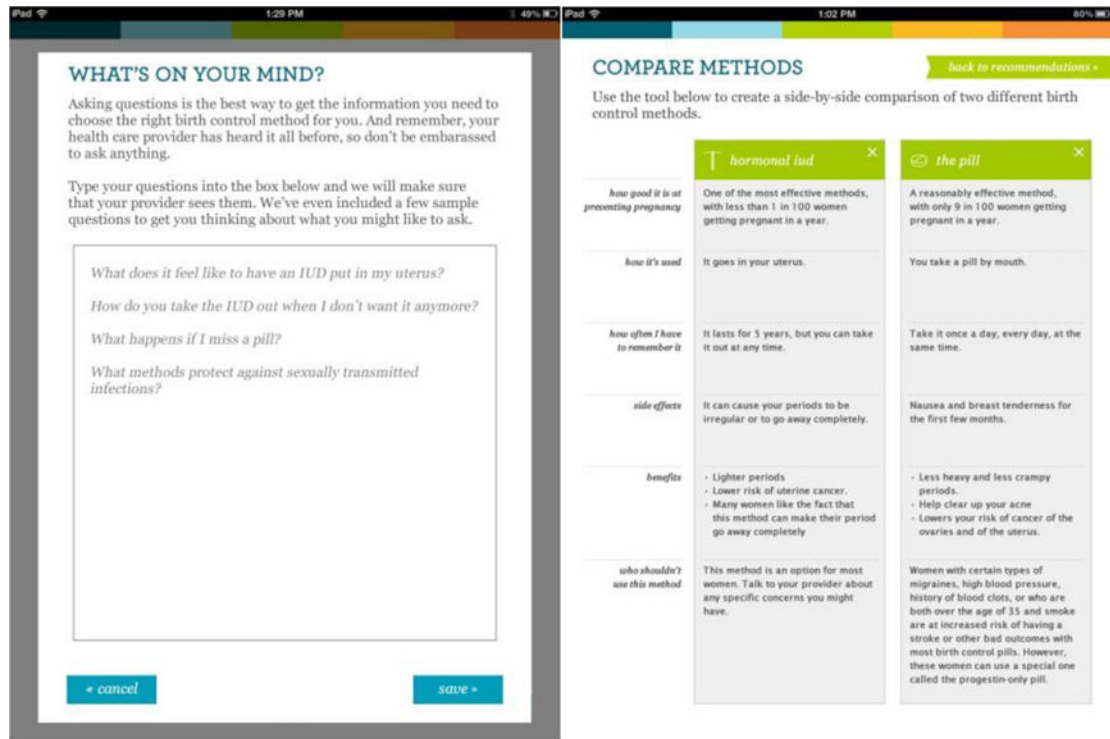 iPad
1:29 PM
49%
WHAT'S ON YOUR MIND?
Asking questions is the best way to get the information you need to
choose the right birth control method for you. And remember, your
health care provider has heard it all before, so don't be embarassed
to ask anything.
Type your questions into the box below and we will make sure
that your provider sees them. We've even included a few sample
questions to get you thinking about what you might like to ask.
What does it feel like to have an IUD put in my uterus?
How do you take the IUD out when I don't want it anymore?
What happens if I miss a pill?
What methods protect against sexually transmitted
infections?
« cancel
save »
iPad
1:02 PM
80%
COMPARE METHODS
back to recommendations »
Use the tool below to create a side-by-side comparison of two different birth
control methods.
hormonal iud ×
the pill ×
how good it is at
preventing pregnancy
One of the most effective methods,
with less than 1 in 100 women
getting pregnant in a year.
A reasonably effective method,
with only 9 in 100 women getting
pregnant in a year.
how it's used
It goes in your uterus.
You take a pill by mouth.
how often I have
to remember it
It lasts for 5 years, but you can take
it out at any time.
Take it once a day, every day, at the
same time.
side effects
It can cause your periods to be
irregular or to go away completely.
Nausea and breast tenderness for
the first few months.
benefits
- Lighter periods
- Lower risk of uterine cancer.
- Many women like the fact that
this method can make their period
go away completely
- Less heavy and less crampy
periods.
- Help clear up your acne
- Lowers your risk of cancer of the
ovaries and of the uterus.
who shouldn't
use this method
This method is an option for most
women. Talk to your provider about
any specific concerns you might
have.
Women with certain types of
migraines, high blood pressure,
history of blood clots, or who are
both over the age of 35 and smoke
are at increased risk of having a
stroke or other bad outcomes with
most birth control pills. However,
these women can use a special one
called the progestin-only pill.